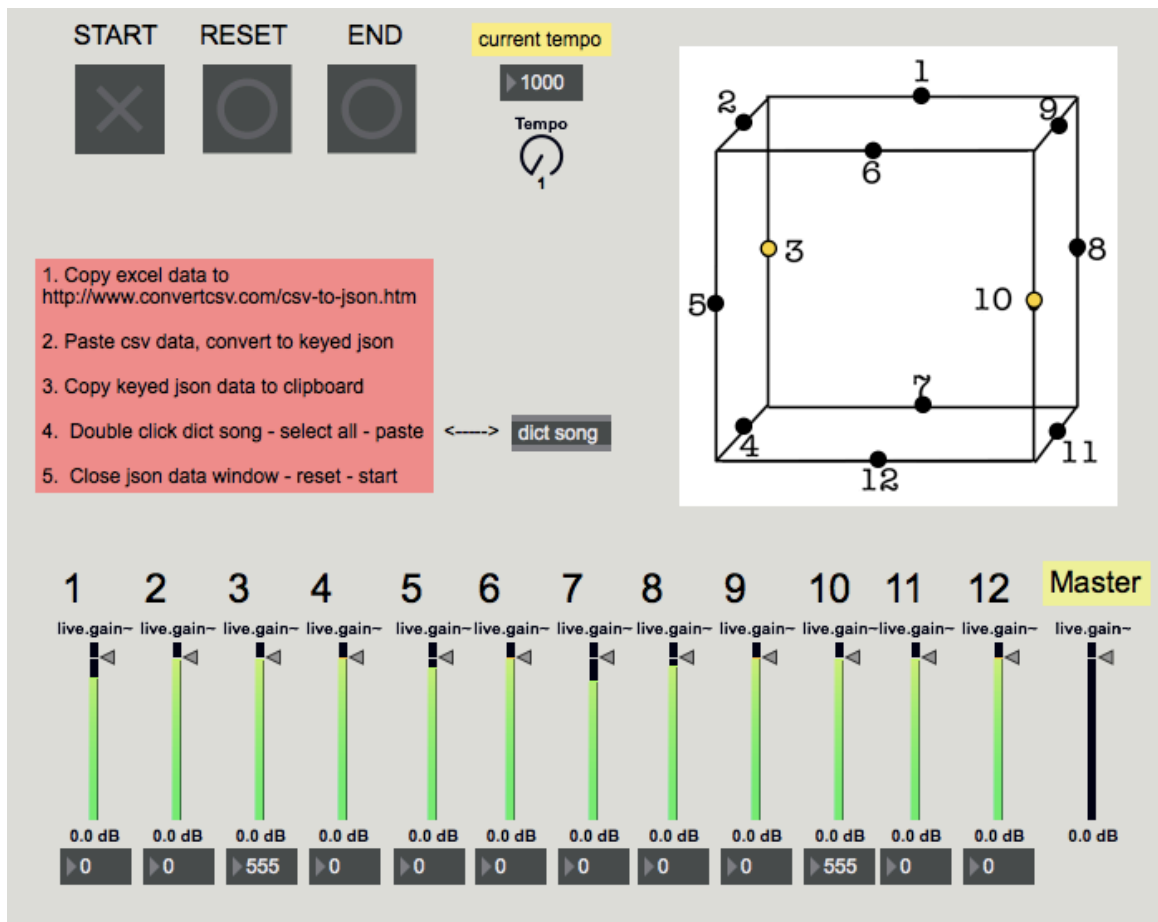 START RESET END
current tempo
1000
Tempo
1
1
2
9
6
3
8
10
5
7
4
11
12
1. Copy excel data to
http://www.convertcsv.com/csv-to-json.htm
2. Paste csv data, convert to keyed json
3. Copy keyed json data to clipboard
4.  Double click dict song - select all - paste <-----> dict song
5.  Close json data window - reset - start
1 2 3 4 5 6 7 8 9 10 11 12 Master
live.gain~ live.gain~ live.gain~ live.gain~ live.gain~ live.gain~ live.gain~ live.gain~ live.gain~ live.gain~ live.gain~ live.gain~ live.gain~
0.0 dB 0.0 dB 0.0 dB 0.0 dB 0.0 dB 0.0 dB 0.0 dB 0.0 dB 0.0 dB 0.0 dB 0.0 dB 0.0 dB 0.0 dB
0 0 555 0 0 0 0 0 0 555 0 0